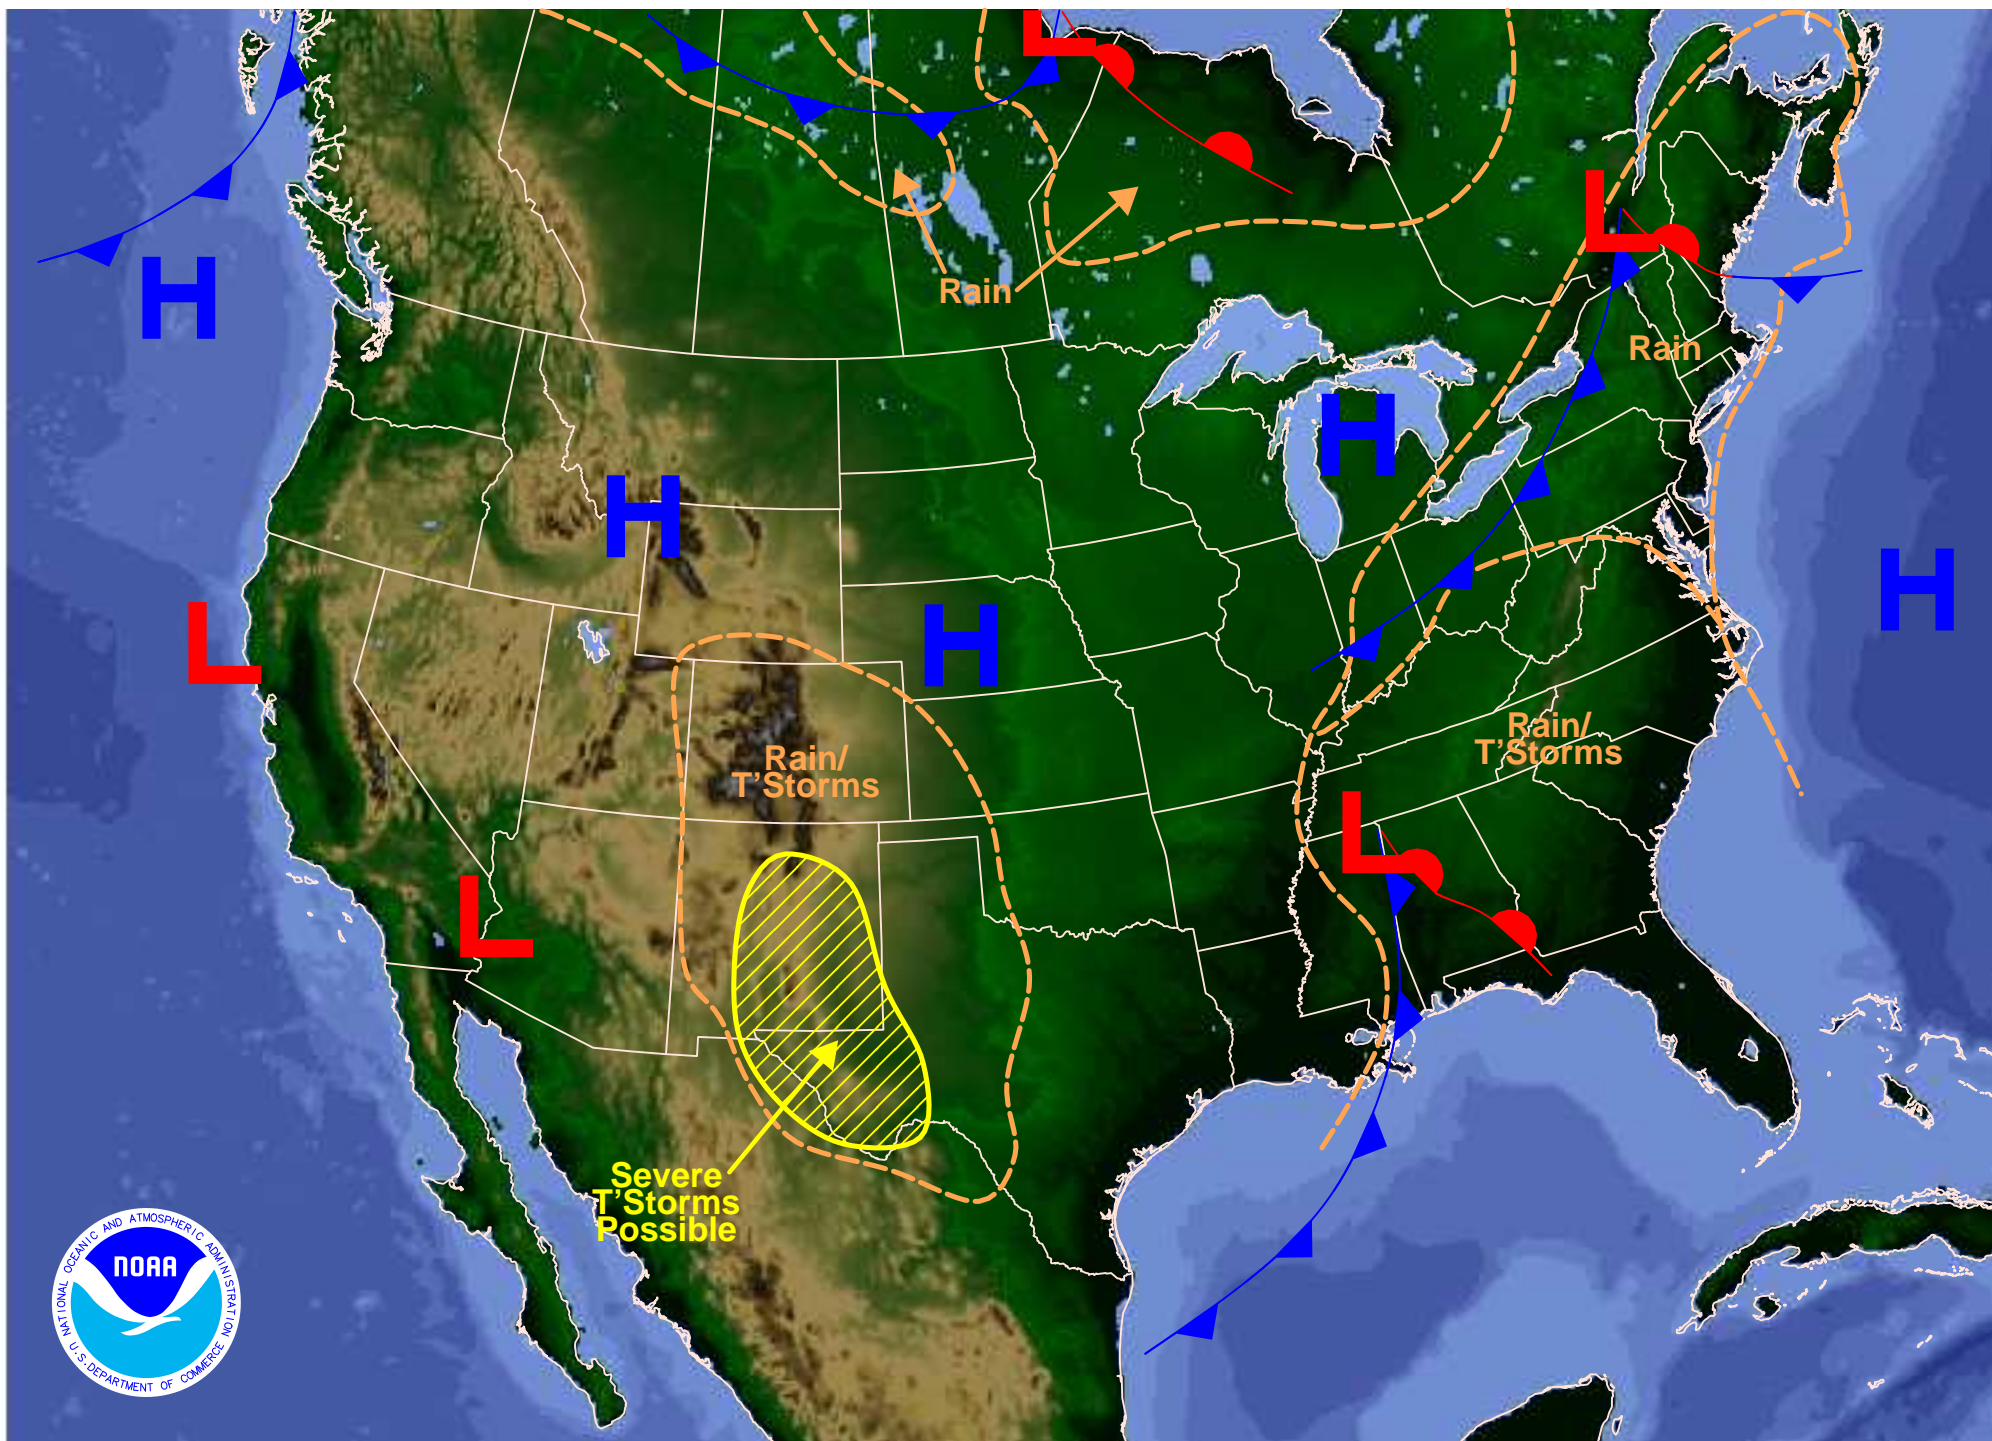 L
L
H
Rain
Rain
H
H
H
L
H
Rain/
T'Storms
Rain/
T'Storms
L
L
Severe
T'Storms
Possible
NATIONAL OCEANIC AND ATMOSPHERIC ADMINISTRATION
NOAA
U.S. DEPARTMENT OF COMMERCE